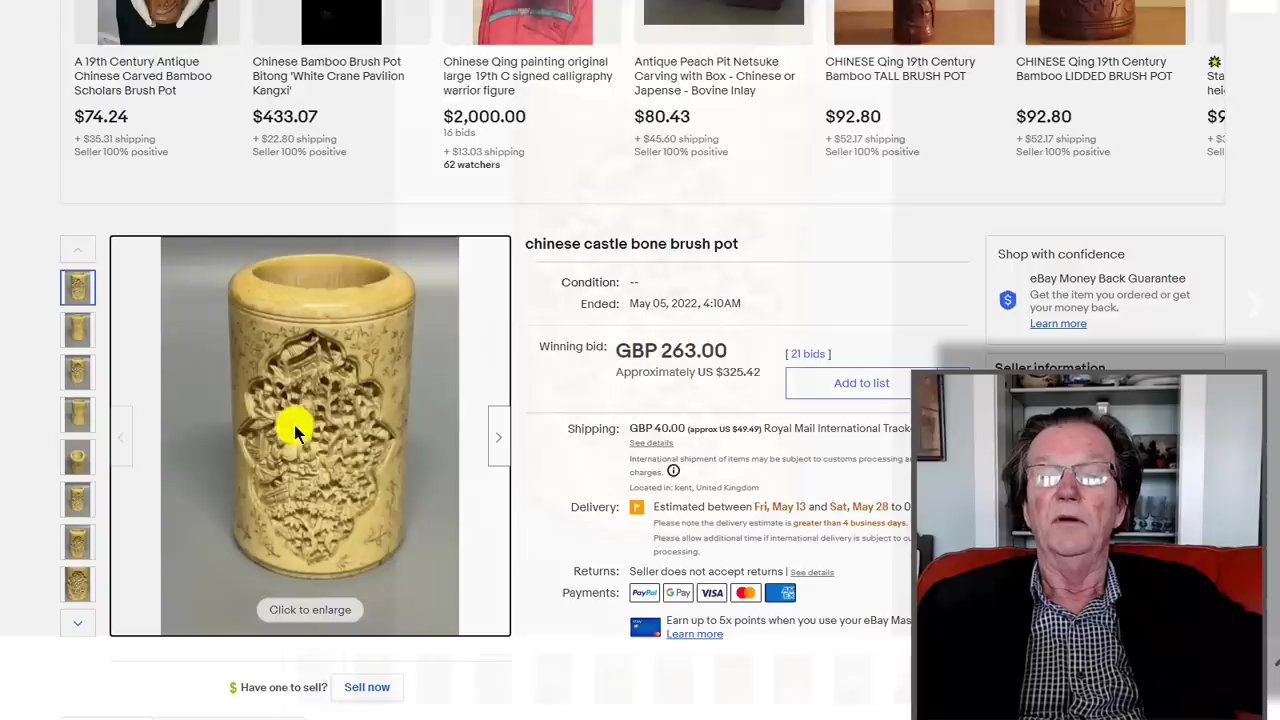 A 19th Century Antique
Chinese Carved Bamboo
Scholars Brush Pot
$74.24
+ $35.31 shipping
Seller 100% positive
Chinese Bamboo Brush Pot
Bitong 'White Crane Pavilion
Kangxi'
$433.07
+ $22.80 shipping
Seller 100% positive
Chinese Qing painting original
large 19th C signed calligraphy
warrior figure
$2,000.00
16 bids
+ $13.03 shipping
62 watchers
Antique Peach Pit Netsuke
Carving with Box - Chinese or
Japense - Bovine Inlay
$80.43
+ $45.60 shipping
Seller 100% positive
CHINESE Qing 19th Century
Bamboo TALL BRUSH POT
$92.80
+ $52.17 shipping
Seller 100% positive
CHINESE Qing 19th Century
Bamboo LIDDED BRUSH POT
$92.80
+ $52.17 shipping
Seller 100% positive
chinese castle bone brush pot
Condition: --
Ended: May 05, 2022, 4:10AM
Winning bid: GBP 263.00 [ 21 bids ]
Approximately US $325.42
Add to list
Shipping: GBP 40.00 (approx US $49.49) Royal Mail International
See details
International shipment of items may be subject to customs processing
charges.
Located in: kent, United Kingdom
Delivery: Estimated between Fri, May 13 and Sat, May 28 to
Please note the delivery estimate is greater than 4 business days.
Please allow additional time if international delivery is subject to
processing.
Returns: Seller does not accept returns | See details
Payments: PayPal G Pay VISA
Earn up to 5x points when you use your eBay
Learn more
Shop with confidence
eBay Money Back Guarantee
Get the item you ordered or get
your money back.
Learn more
Seller information
Click to enlarge
$ Have one to sell? Sell now